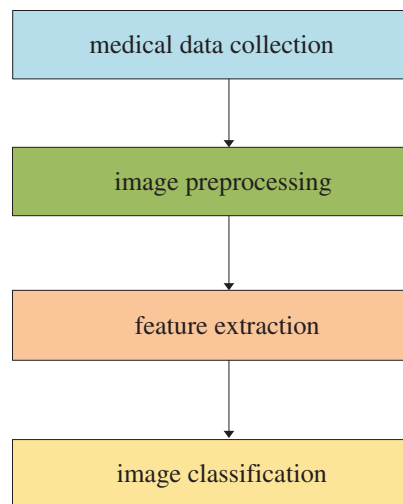 medical data collection
image preprocessing
feature extraction
image classification